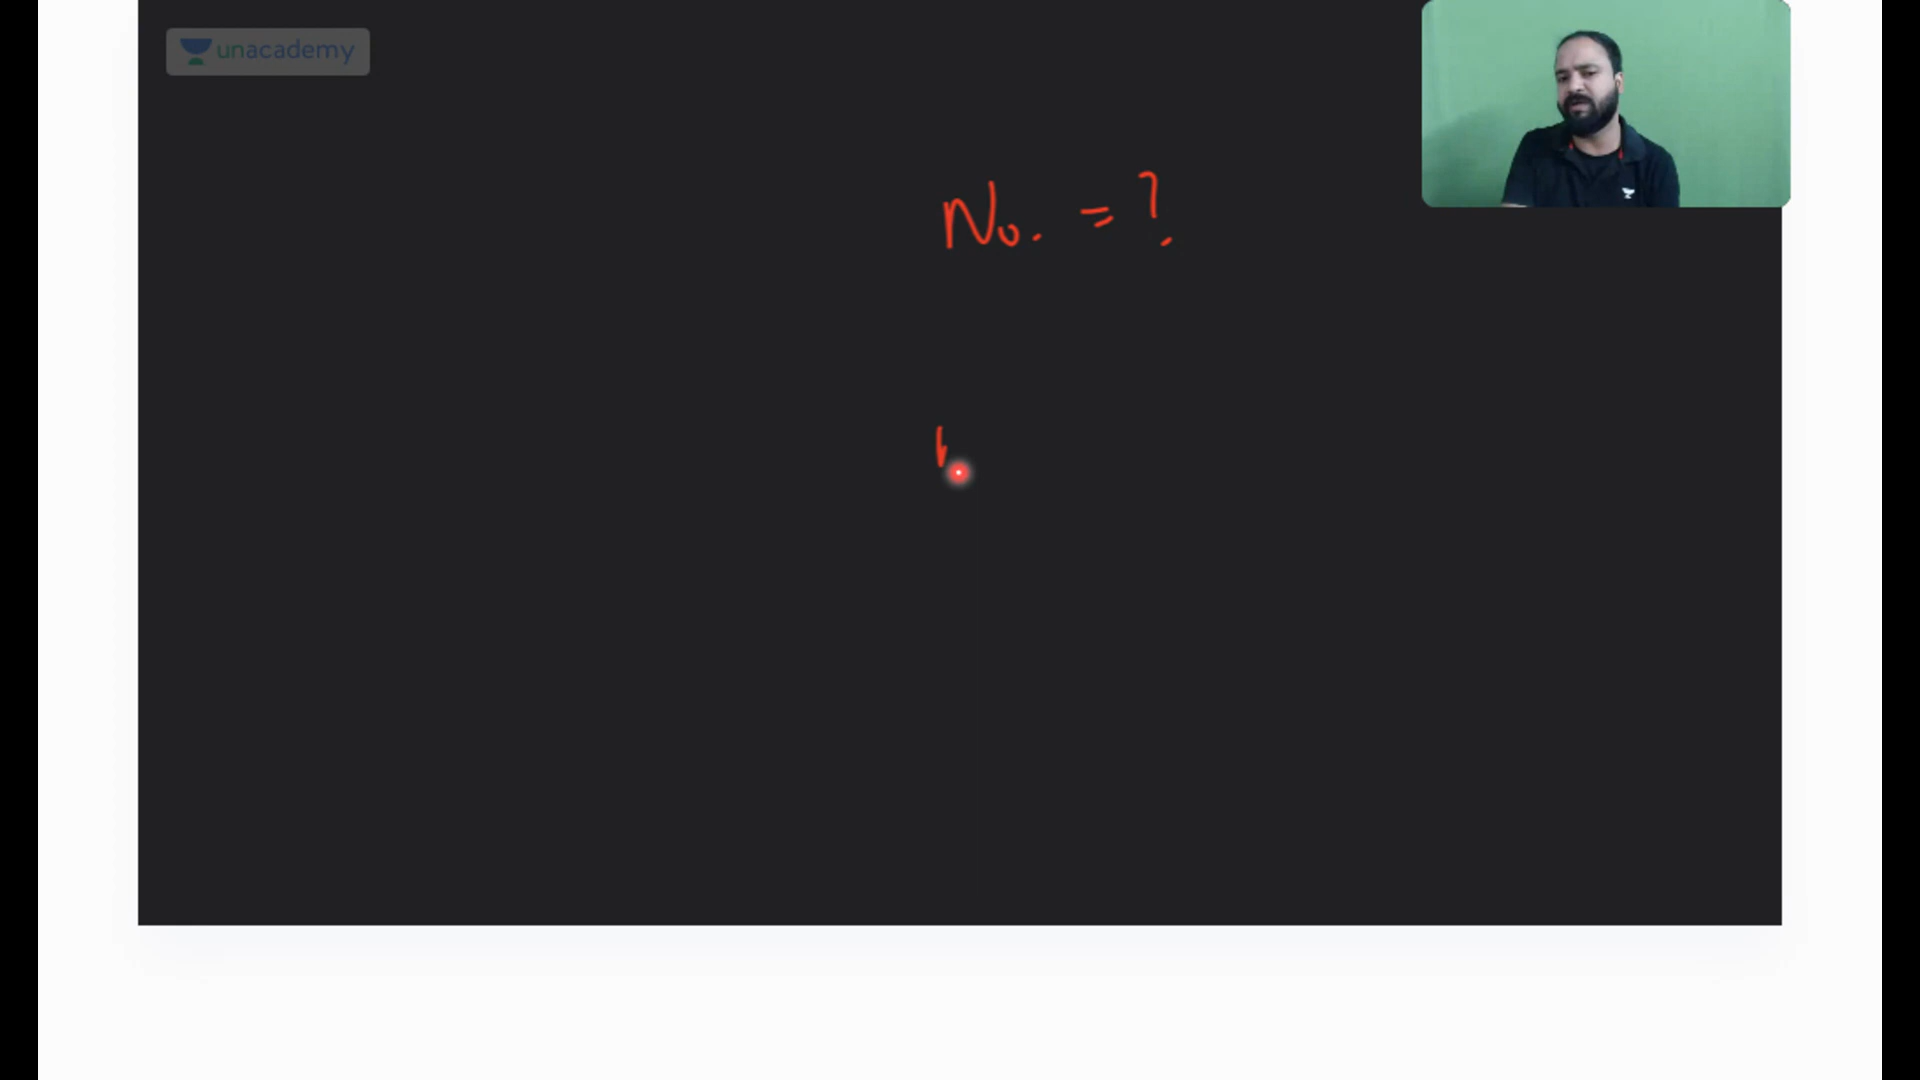 unacademy
No. = ?